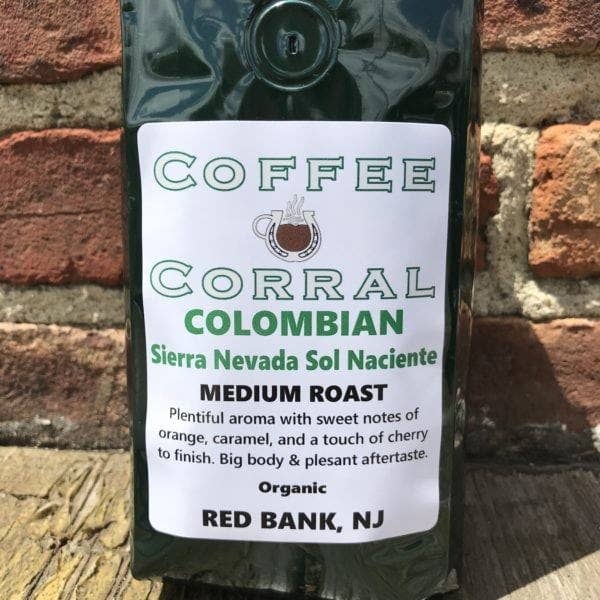 COFFEE
CORRAL
COLOMBIAN
Sierra Nevada Sol Naciente
MEDIUM ROAST
Plentiful aroma with sweet notes of
orange, caramel, and a touch of cherry
to finish. Big body & plesant aftertaste.
Organic
RED BANK, NJ